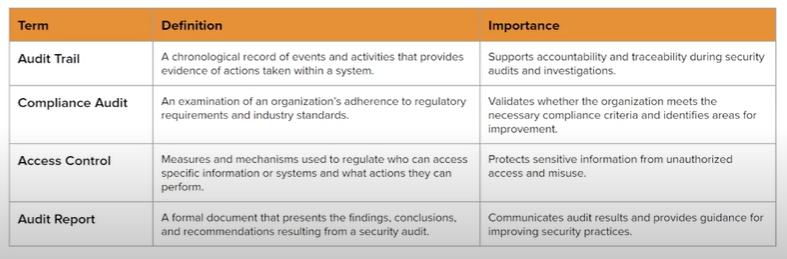 Term Definition Importance
Audit Trail
A chronological record of events and activities that provides
evidence of actions taken within a system.
Supports accountability and traceability during security
audits and investigations.
Compliance Audit
An examination of an organization's adherence to regulatory
requirements and industry standards.
Validates whether the organization meets the
necessary compliance criteria and identifies areas for
improvement.
Access Control
Measures and mechanisms used to regulate who can access
specific information or systems and what actions they can
perform.
Protects sensitive information from unauthorized
access and misuse.
Audit Report
A formal document that presents the findings, conclusions,
and recommendations resulting from a security audit.
Communicates audit results and provides guidance for
improving security practices.